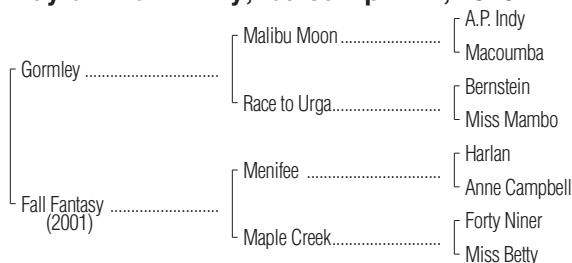 Malibu Moon
A.P. Indy
Macoumba
Gormley
Race to Urga
Bernstein
Miss Mambo
Menifee
Harlan
Anne Campbell
Fall Fantasy
(2001)
Maple Creek
Forty Niner
Miss Betty